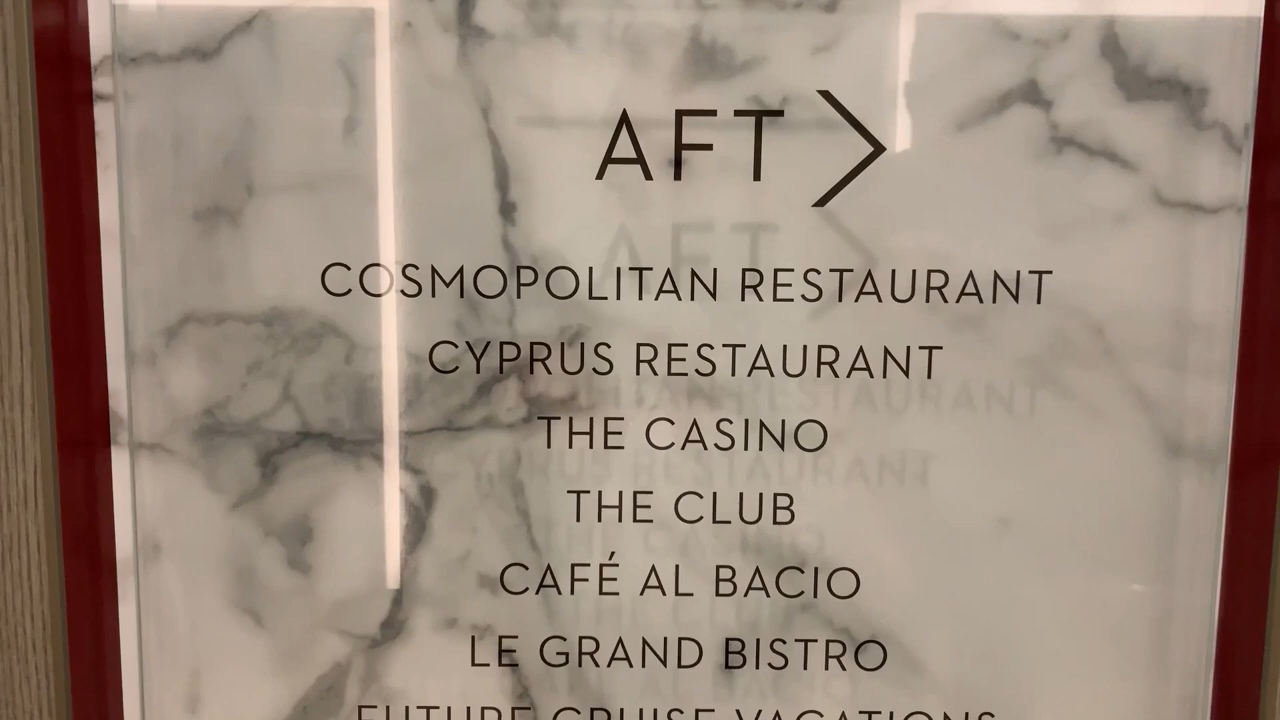 AFT >
COSMOPOLITAN RESTAURANT
CYPRUS RESTAURANT
THE CASINO
THE CLUB
CAFÉ AL BACIO
LE GRAND BISTRO
FUTURE CRUISE VACATIONS